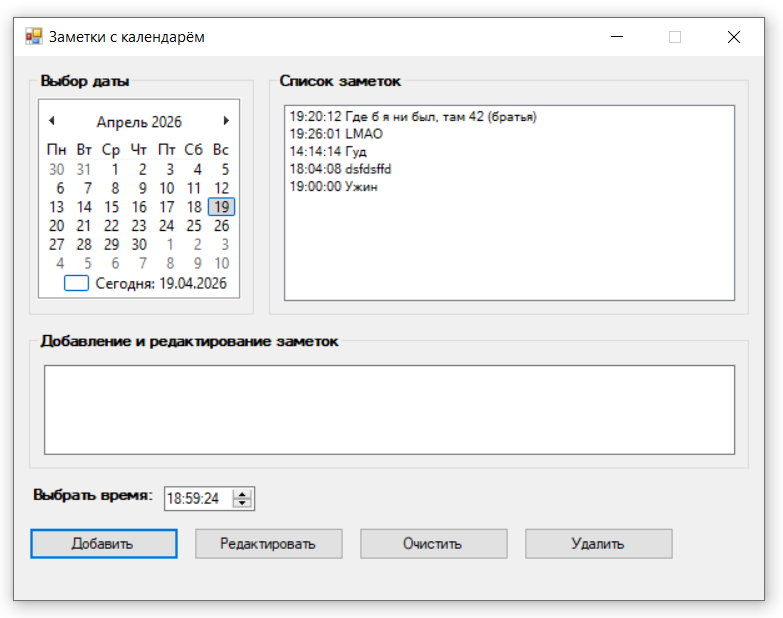 Заметки с календарём
Выбор даты
Апрель 2026
Пн Вт Ср Чт Пт Сб Вс
30 31 1 2 3 4 5
6 7 8 9 10 11 12
13 14 15 16 17 18 19
20 21 22 23 24 25 26
27 28 29 30 1 2 3
4 5 6 7 8 9 10
Сегодня: 19.04.2026
Список заметок
19:20:12 Где б я ни был, там 42 (братья)
19:26:01 LMAO
14:14:14 Гуд
18:04:08 dsfdsffd
19:00:00 Ужин
Добавление и редактирование заметок
Выбрать время: 18:59:24
Добавить Редактировать Очистить Удалить